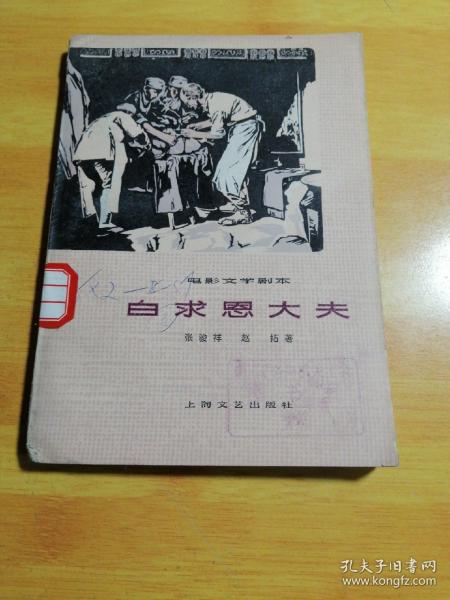 电影文学剧本
白求恩大夫
张骏祥 赵拓著
上海文艺出版社
孔夫子旧书网
www.kongfz.com